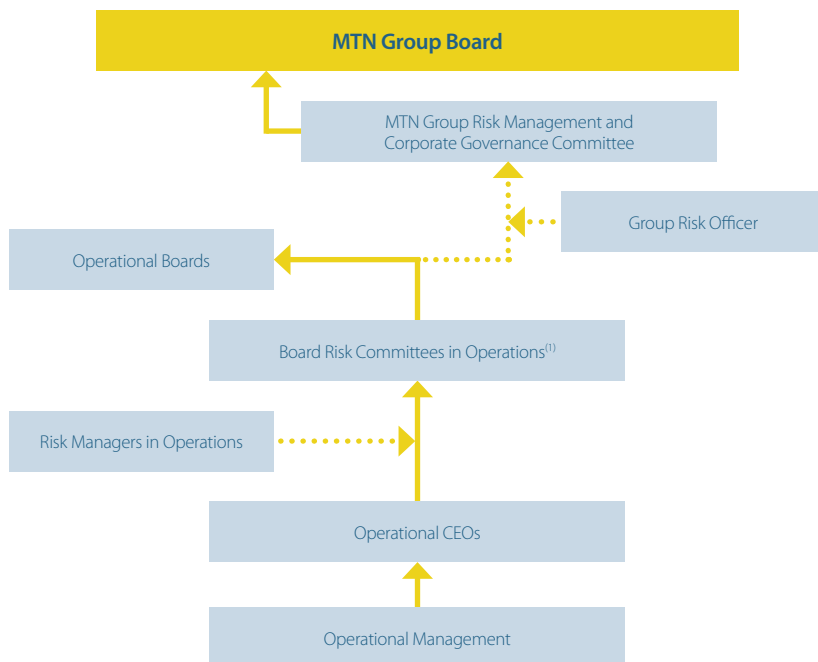 MTN Group Board
MTN Group Risk Management and
Corporate Governance Committee
Group Risk Officer
Operational Boards
Board Risk Committees in Operations(1)
Risk Managers in Operations
Operational CEOs
Operational Management